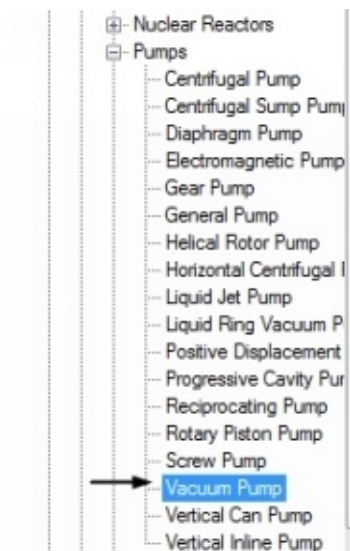 Nuclear Reactors
Pumps
Centrifugal Pump
Centrifugal Sump Pump
Diaphragm Pump
Electromagnetic Pump
Gear Pump
General Pump
Helical Rotor Pump
Horizontal Centrifugal
Liquid Jet Pump
Liquid Ring Vacuum P
Positive Displacement
Progressive Cavity Pur
Reciprocating Pump
Rotary Piston Pump
Screw Pump
Vacuum Pump
Vertical Can Pump
Vertical Inline Pump